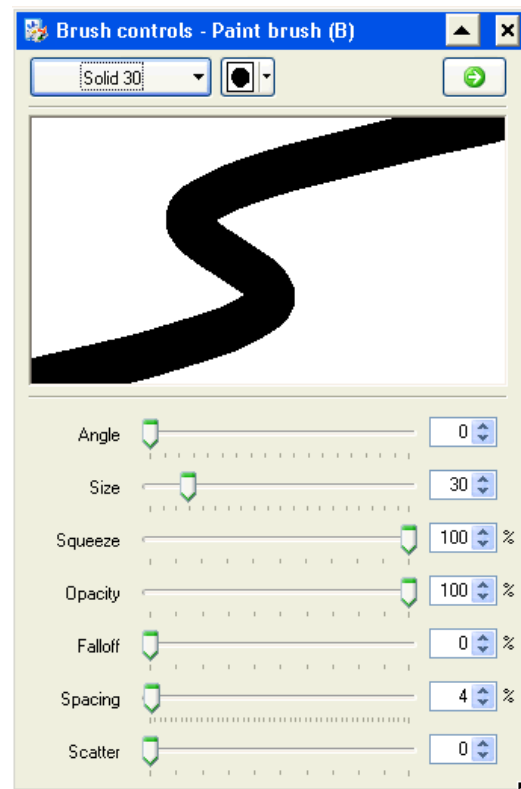 Brush controls - Paint brush (B)
Solid 30
Angle 0
Size 30
Squeeze 100 %
Opacity 100 %
Falloff 0 %
Spacing 4 %
Scatter 0